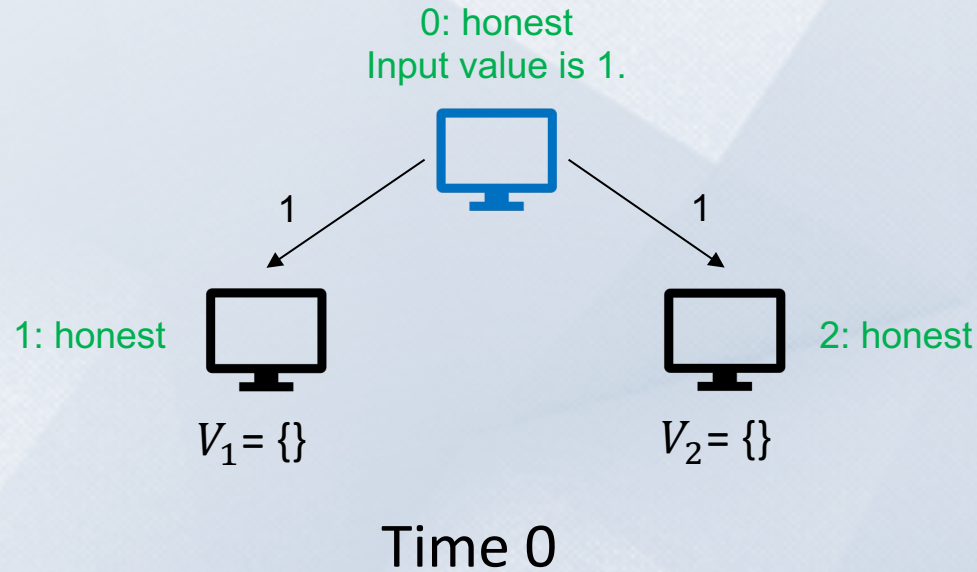 0: honest
Input value is 1.
1
1
1: honest
2: honest
𝑉₁= {}
𝑉₂= {}
Time 0